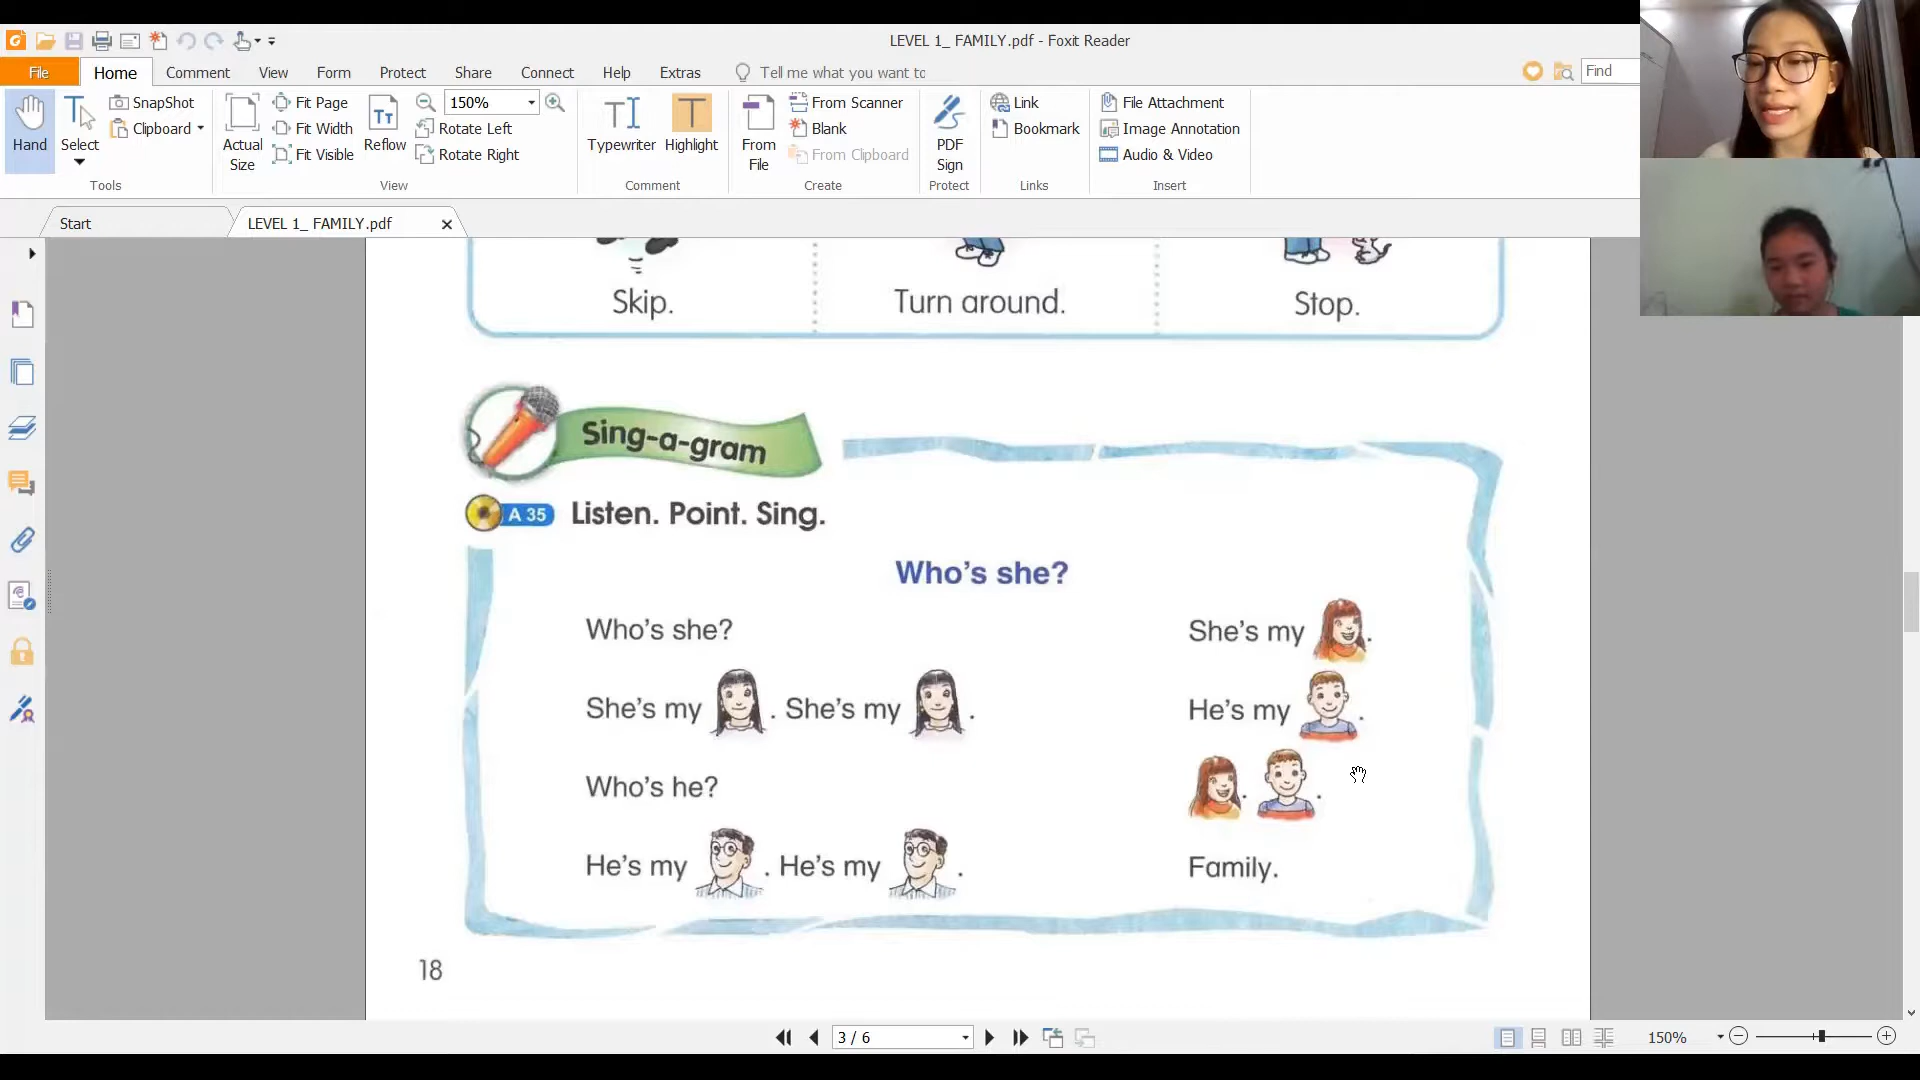 LEVEL 1_ FAMILY.pdf - Foxit Reader
File Home Comment View Form Protect Share Connect Help Extras Tell me what you want to Find
Hand
Select
Tools
SnapShot
Clipboard
Actual Size
Fit Page
Fit Width
Fit Visible
Reflow
150%
Rotate Left
Rotate Right
View
Typewriter
Highlight
Comment
From File
From Scanner
Blank
From Clipboard
Create
PDF Sign
Protect
Link
Bookmark
Links
File Attachment
Image Annotation
Audio & Video
Insert
Start LEVEL 1_ FAMILY.pdf
Skip. Turn around. Stop.
Sing-a-gram
A 35 Listen. Point. Sing.
Who's she?
Who's she?
She's my . She's my .
Who's he?
He's my . He's my .
She's my .
He's my .
. .
Family.
18
3 / 6
150%